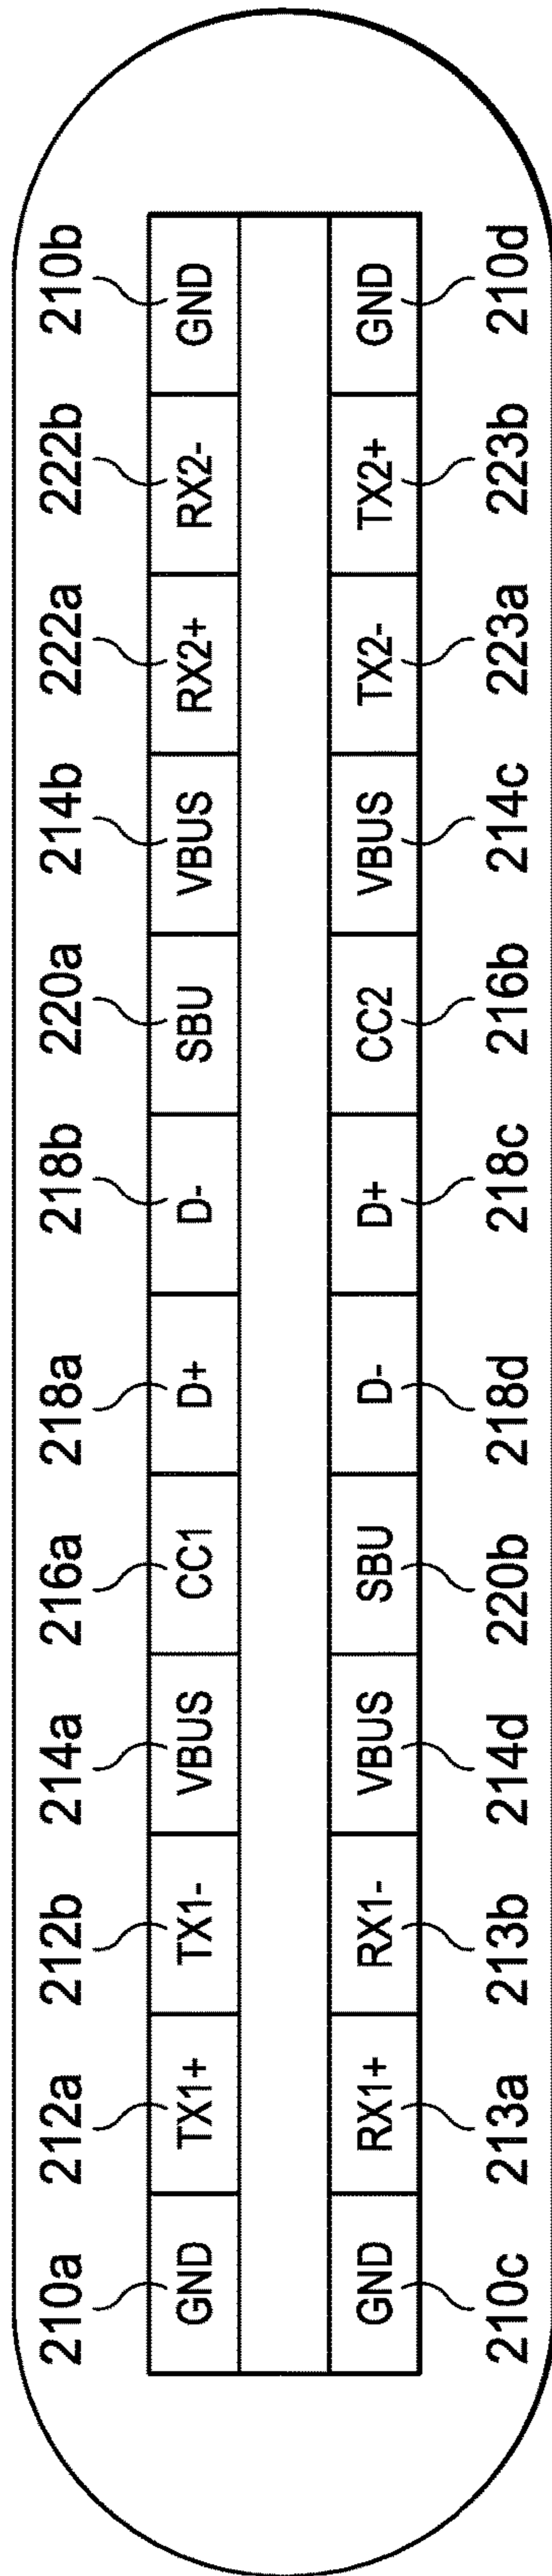 210a 212a 212b 214a 216a 218a 218b 220a 214b 222a 222b 210b
GND TX1+ TX1- VBUS CC1 D+ D- SBU VBUS RX2+ RX2- GND
GND RX1+ RX1- VBUS SBU D- D+ CC2 VBUS TX2- TX2+ GND
210c 213a 213b 214d 220b 218d 218c 216b 214c 223a 223b 210d